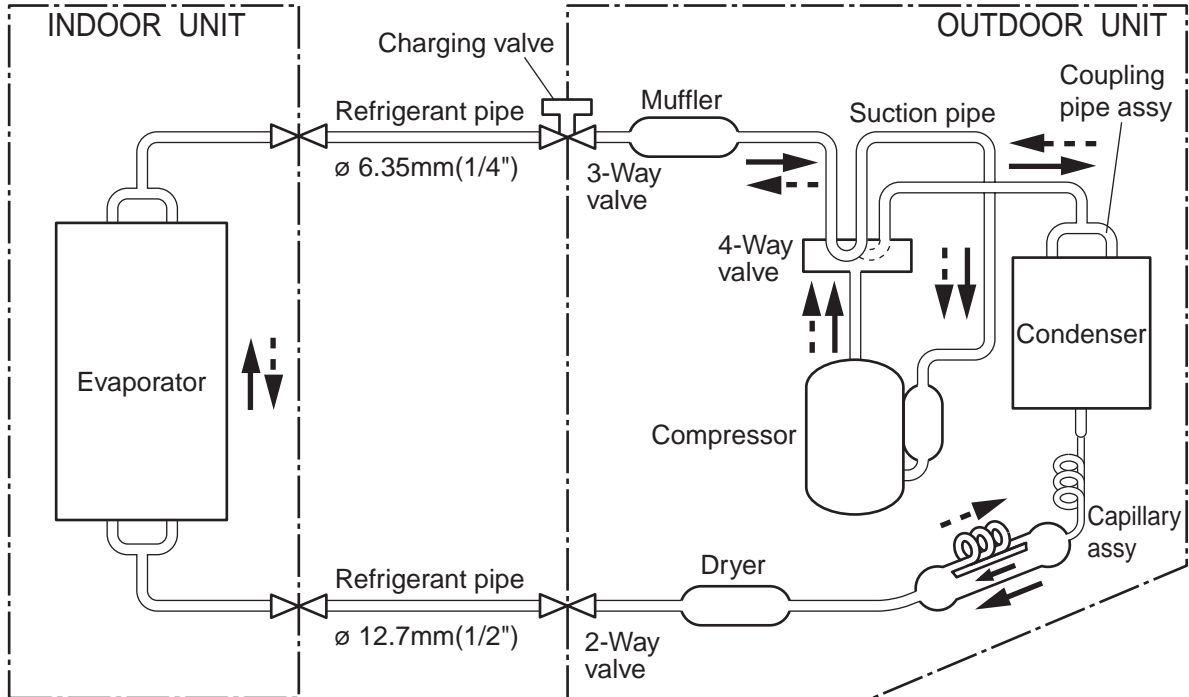 INDOOR UNIT
OUTDOOR UNIT
Charging valve
Coupling
pipe assy
Refrigerant pipe
Muffler
Suction pipe
ø 6.35mm(1/4")
3-Way
valve
4-Way
valve
Condenser
Evaporator
Compressor
Capillary
assy
Dryer
Refrigerant pipe
ø 12.7mm(1/2")
2-Way
valve